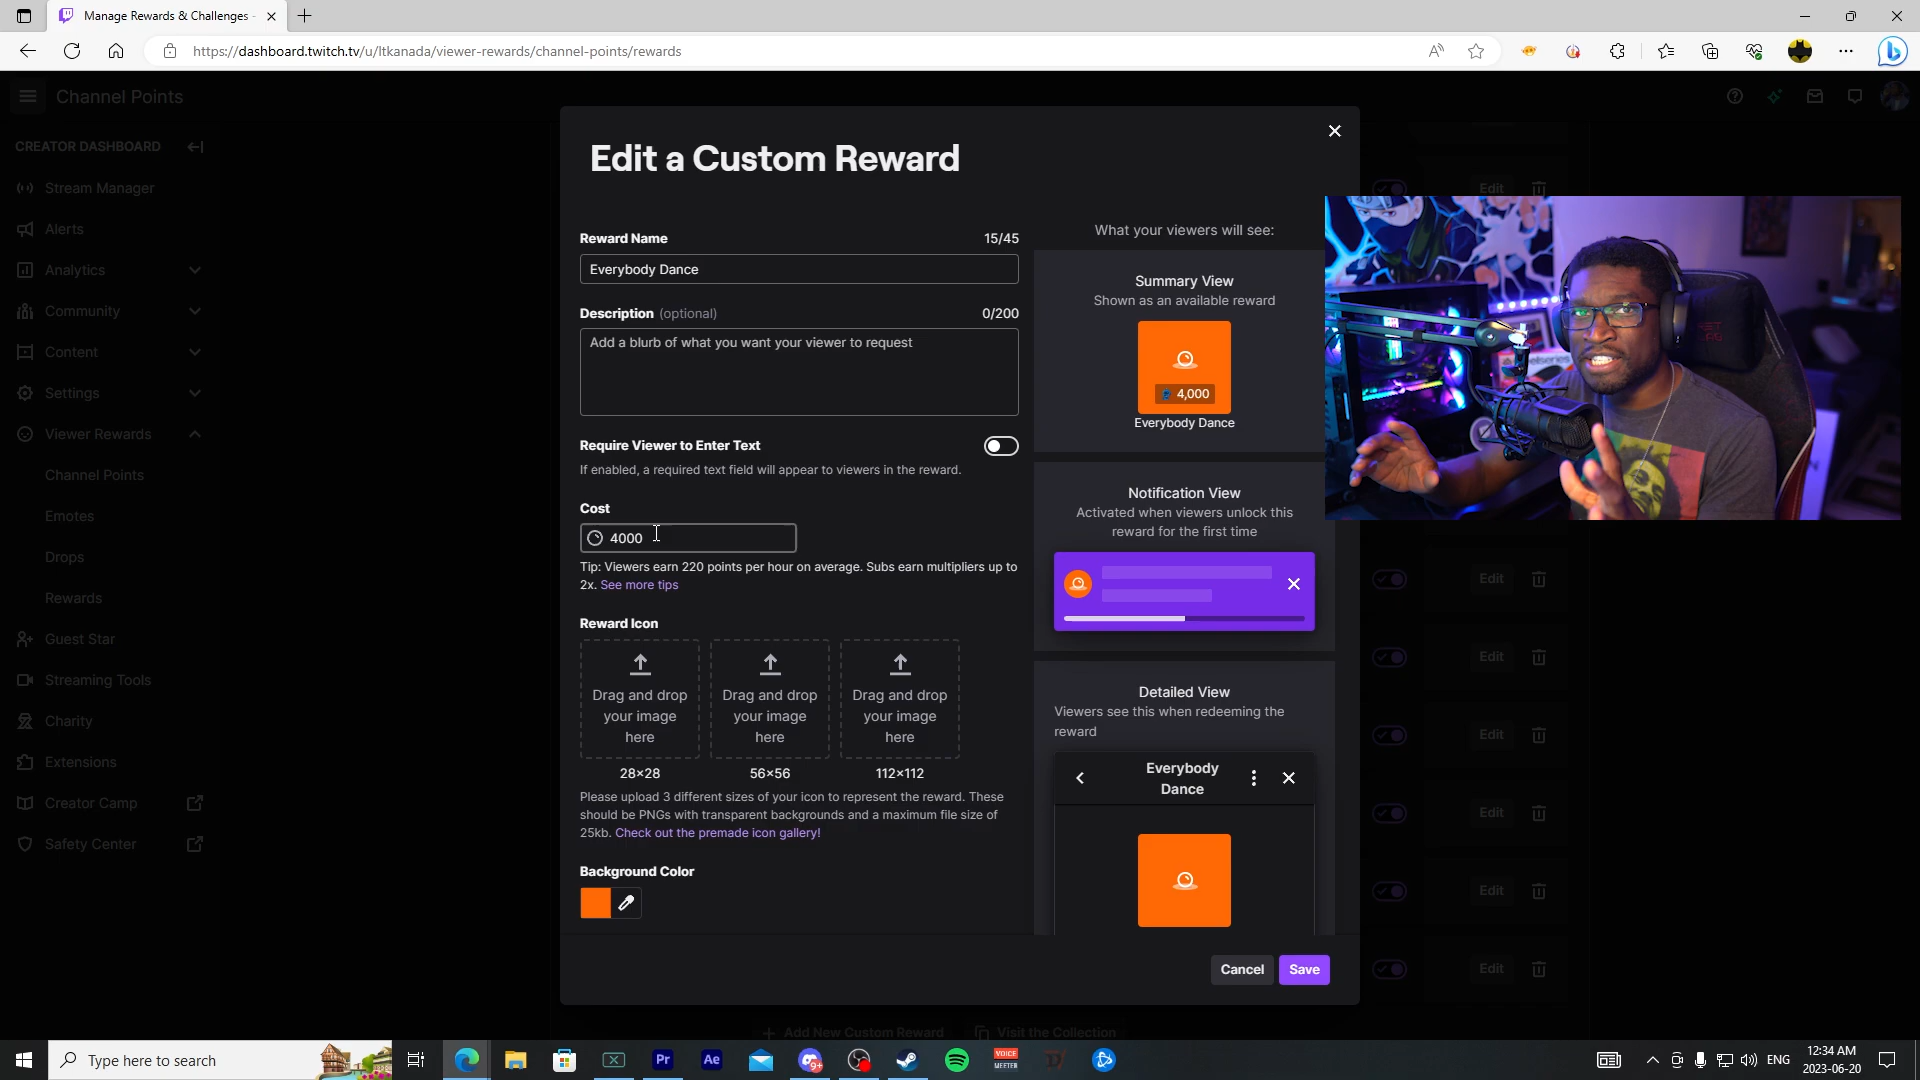 Manage Rewards & Challenges -
https://dashboard.twitch.tv/u/ltkanada/viewer-rewards/channel-points/rewards
Channel Points
CREATOR DASHBOARD
Stream Manager
Alerts
Analytics
Community
Content
Settings
Viewer Rewards
Channel Points
Emotes
Drops
Rewards
Guest Star
Streaming Tools
Charity
Extensions
Creator Camp
Safety Center
Edit a Custom Reward
Reward Name
15/45
Everybody Dance
Description (optional)
0/200
Add a blurb of what you want your viewer to request
Require Viewer to Enter Text
If enabled, a required text field will appear to viewers in the reward.
Cost
4000
Tip: Viewers earn 220 points per hour on average. Subs earn multipliers up to
2x. See more tips
Reward Icon
Drag and drop
your image
here
Drag and drop
your image
here
Drag and drop
your image
here
28×28
56×56
112×112
Please upload 3 different sizes of your icon to represent the reward. These
should be PNGs with transparent backgrounds and a maximum file size of
25kb. Check out the premade icon gallery!
Background Color
What your viewers will see:
Summary View
Shown as an available reward
4,000
Everybody Dance
Notification View
Activated when viewers unlock this
reward for the first time
Detailed View
Viewers see this when redeeming the
reward
Everybody
Dance
Cancel
Save
Edit
Edit
Edit
Edit
Edit
Edit
Edit
Add New Custom Reward
Visit the Collection
Type here to search
Pr
Ae
9+
VOICE
MEETER
ENG
12:34 AM
2023-06-20